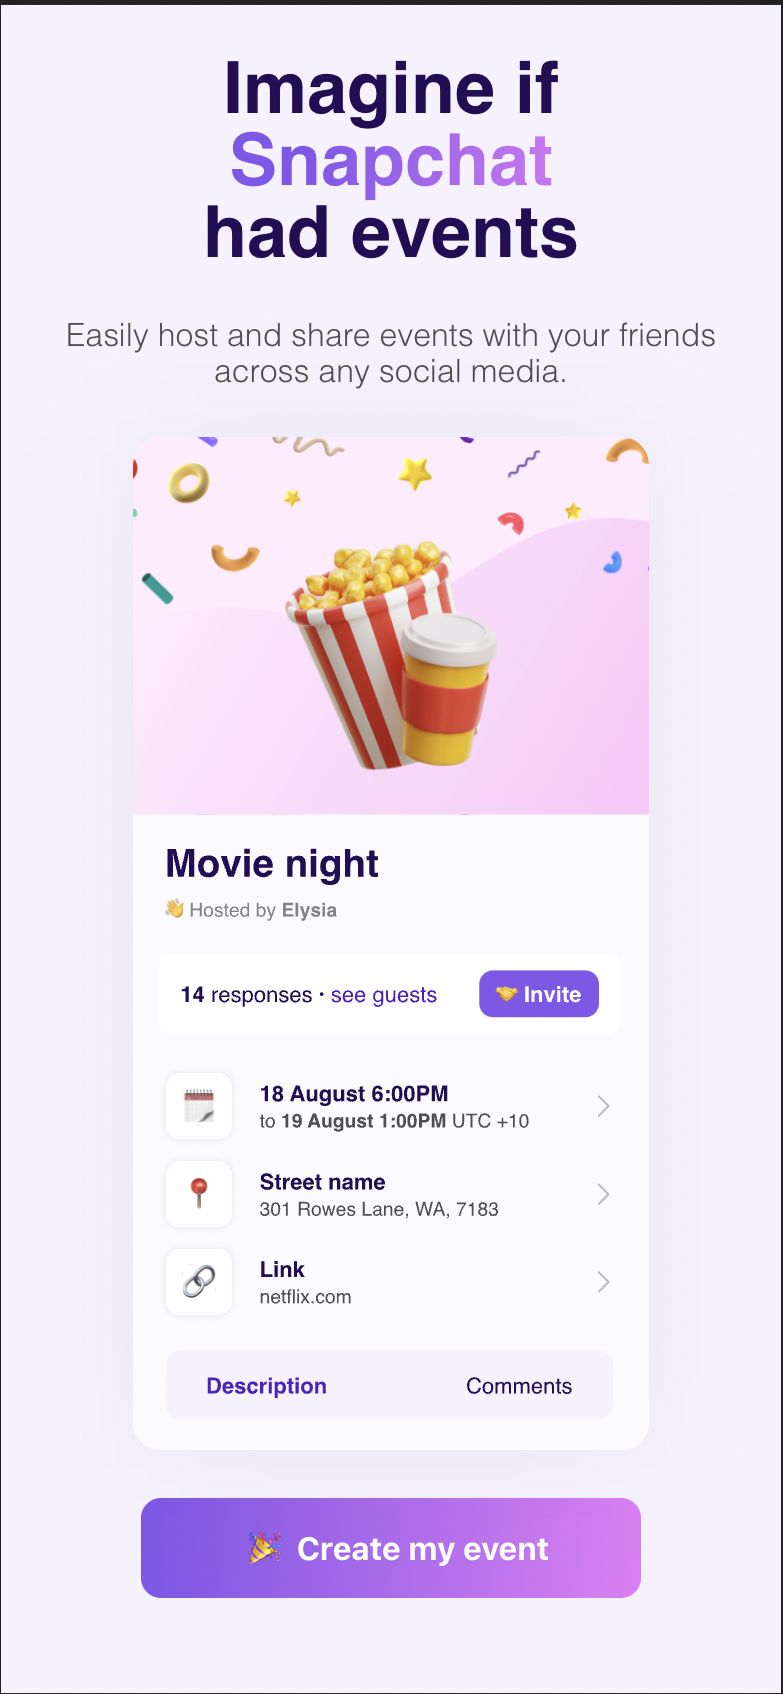 Imagine if
Snapchat
had events
Easily host and share events with your friends
across any social media.
Movie night
👋 Hosted by Elysia
14 responses • see guests
🤝 Invite
18 August 6:00PM
to 19 August 1:00PM UTC +10
Street name
301 Rowes Lane, WA, 7183
Link
netflix.com
Description
Comments
🎉 Create my event